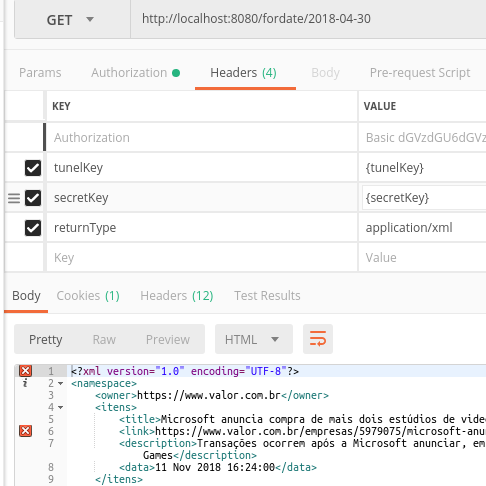 GET http://localhost:8080/fordate/2018-04-30
Params Authorization Headers (4) Body Pre-request Script
KEY VALUE
Authorization Basic dGVzdGU6dGVz
tunelKey {tunelKey}
secretKey {secretKey}
returnType application/xml
Key Value
Body Cookies (1) Headers (12) Test Results
Pretty Raw Preview HTML
1 <?xml version="1.0" encoding="UTF-8"?>
i 2 <namespace>
3 <owner>https://www.valor.com.br</owner>
4 <itens>
5 <title>Microsoft anuncia compra de mais dois estúdios de vide
6 <link>https://www.valor.com.br/empresas/5979075/microsoft-anu
7 <description>Transações ocorrem após a Microsoft anunciar, em
Games</description>
8 <data>11 Nov 2018 16:24:00</data>
9 </itens>